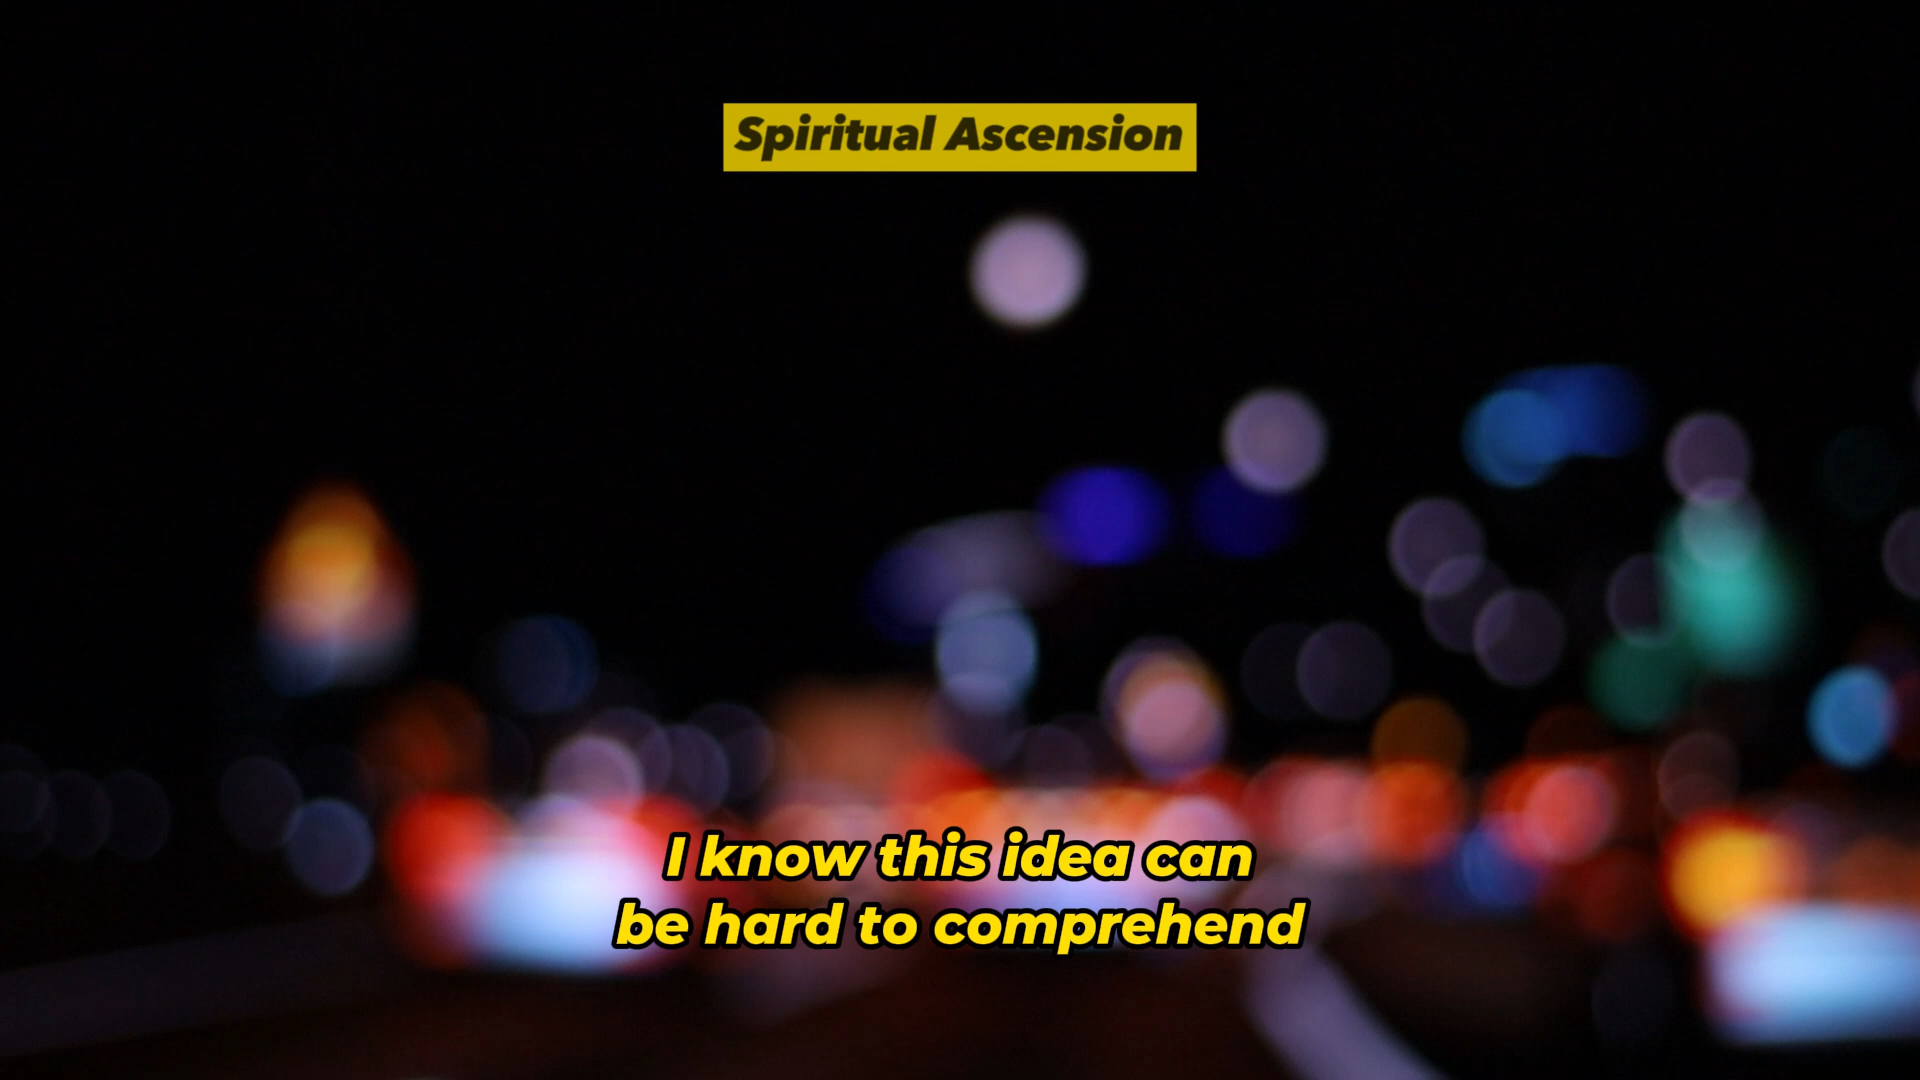 Spiritual Ascension
I know this idea can
be hard to comprehend